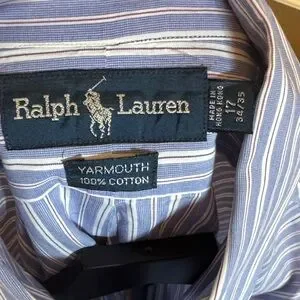 Ralph Lauren
MADE IN
HONG KONG
17
34/35
YARMOUTH
100% COTTON